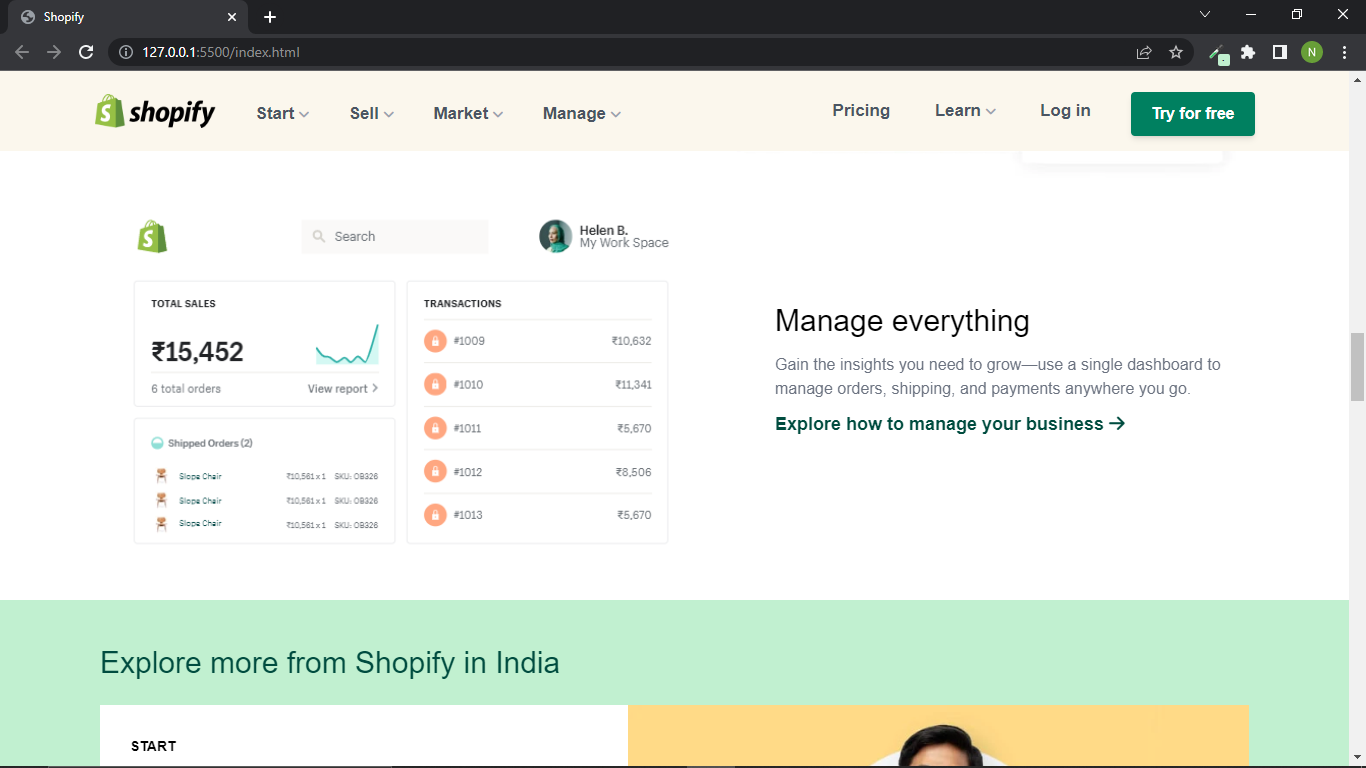 Shopify
127.0.0.1:5500/index.html
N
shopify
Start
Sell
Market
Manage
Pricing
Learn
Log in
Try for free
Search
Helen B.
My Work Space
TOTAL SALES
₹15,452
6 total orders
View report
Shipped Orders (2)
Slope Chair ₹10,561 x 1 SKU: OB326
Slope Chair ₹10,561 x 1 SKU: OB326
Slope Chair ₹10,561 x 1 SKU: OB326
TRANSACTIONS
#1009 ₹10,632
#1010 ₹11,341
#1011 ₹5,670
#1012 ₹8,506
#1013 ₹5,670
Manage everything
Gain the insights you need to grow—use a single dashboard to
manage orders, shipping, and payments anywhere you go.
Explore how to manage your business →
Explore more from Shopify in India
START